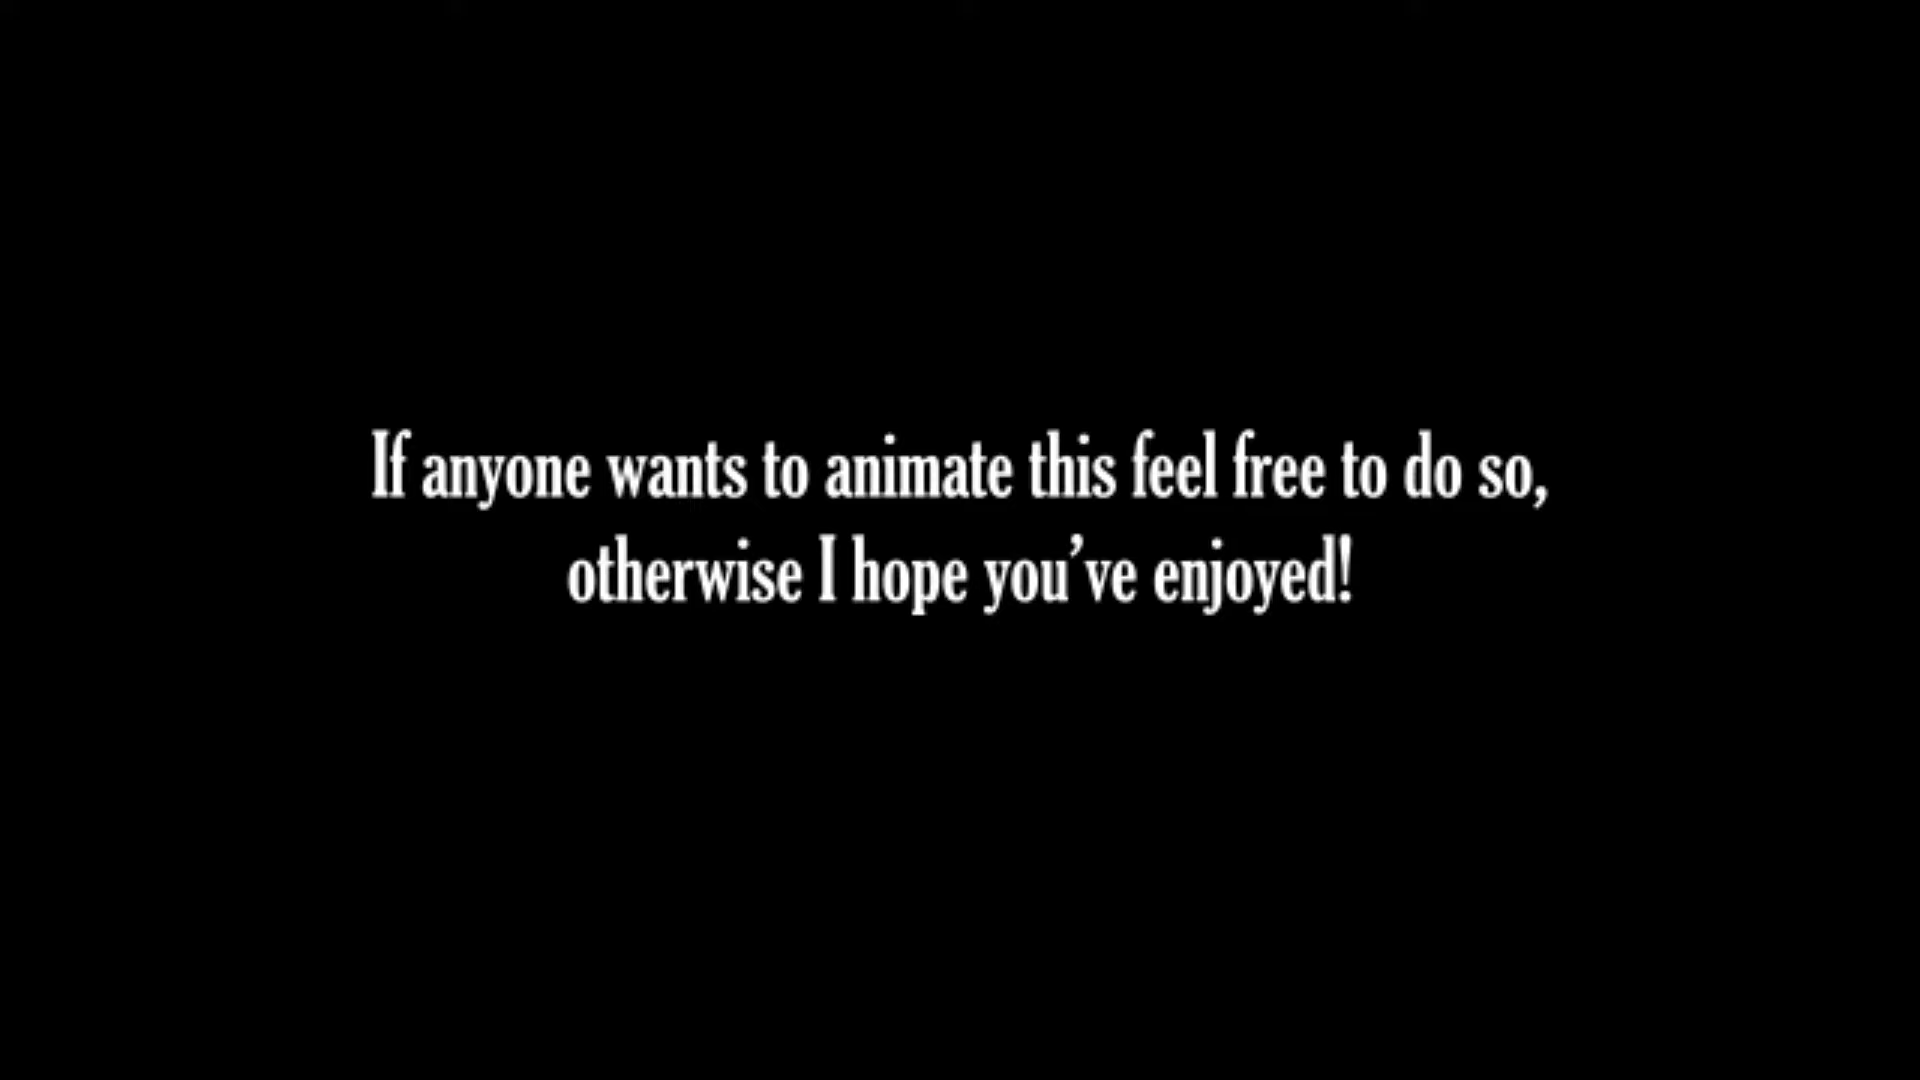 If anyone wants to animate this feel free to do so,
otherwise I hope you’ve enjoyed!